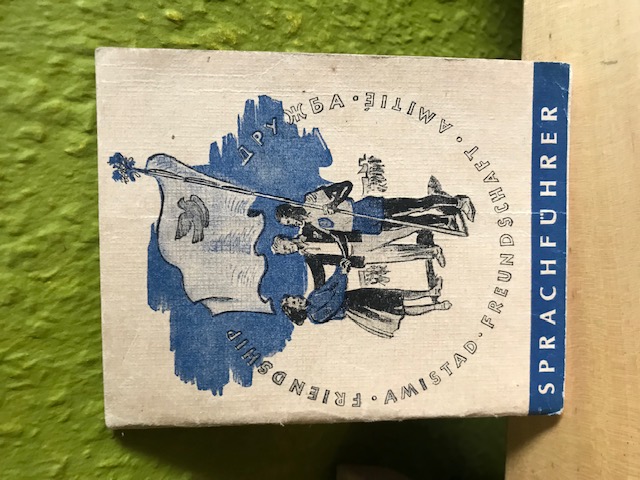 FRIENDSHIP · AMISTAD · FREUNDSCHAFT · AMITIÉ · ДРУЖБА
SPRACHFÜHRER